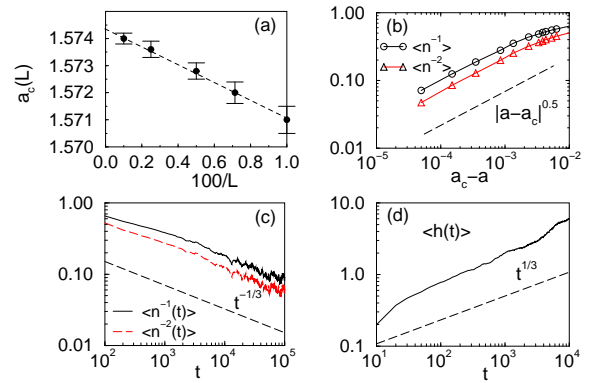 (a)
1.574
1.573
1.572
1.571
1.570
a_c(L)
0.0 0.2 0.4 0.6 0.8 1.0
100/L
(b)
<n^{-1}>
<n^{-2}>
1.00
0.10
0.01
|a−a_c|^{0.5}
10^{-5} 10^{-4} 10^{-3} 10^{-2}
a_c−a
(c)
1.00
0.10
0.01
t^{-1/3}
<n^{-1}(t)>
<n^{-2}(t)>
10^2 10^3 10^4 10^5
t
(d)
10.0
1.0
0.1
<h(t)>
t^{1/3}
10^1 10^2 10^3 10^4
t